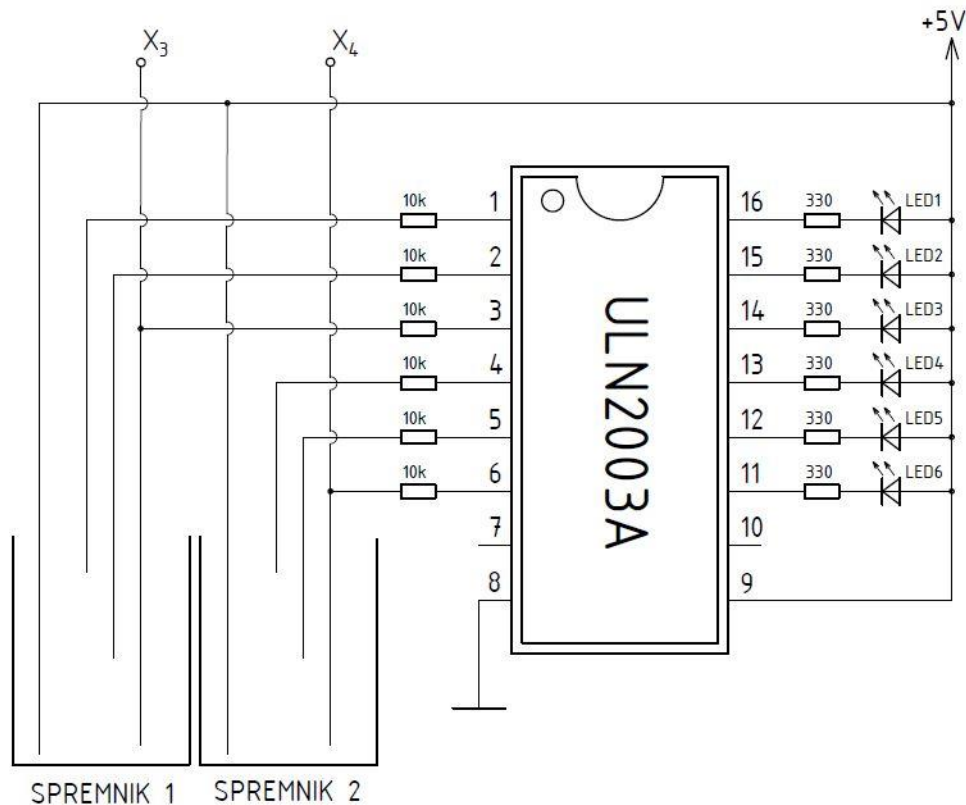 +5V
X3 X4
10k 1 16 330 LED1
10k 2 15 330 LED2
10k 3 14 330 LED3
10k 4 13 330 LED4
10k 5 12 330 LED5
10k 6 11 330 LED6
7 10
8 9
ULN2003A
SPREMNIK 1 SPREMNIK 2